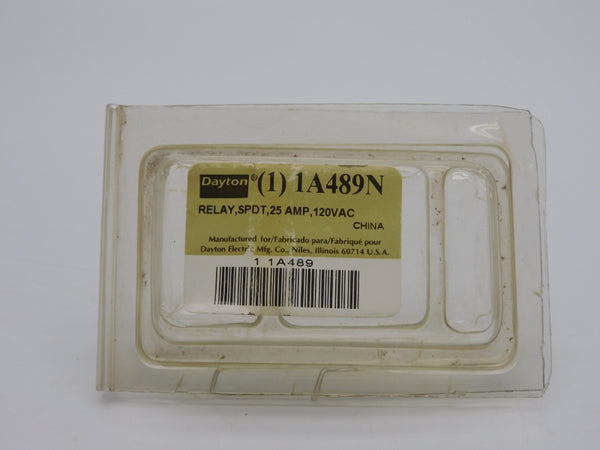 Dayton® (1) 1A489N
RELAY,SPDT,25 AMP,120VAC
CHINA
Manufactured for/Fabricado para/Fabriqué pour
Dayton Electric Mfg. Co., Niles, Illinois 60714 U.S.A.
1 1A489